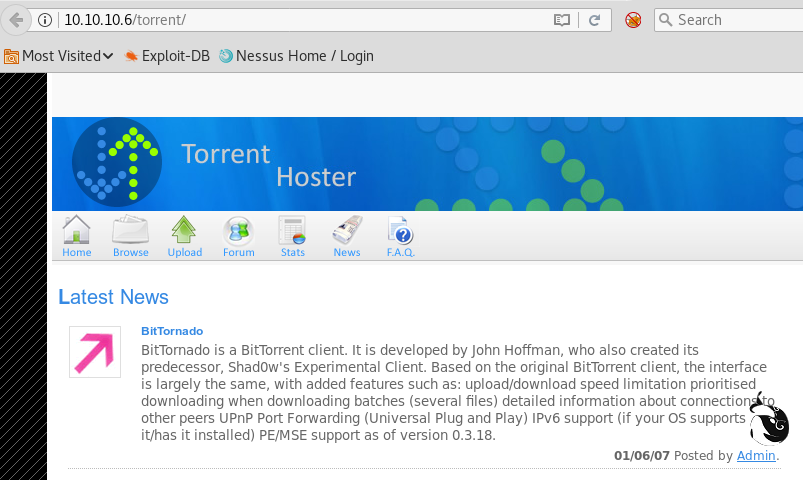 10.10.10.6/torrent/
Search
Most Visited
Exploit-DB
Nessus Home / Login
Torrent
Hoster
Home
Browse
Upload
Forum
Stats
News
F.A.Q.
Latest News
BitTornado
BitTornado is a BitTorrent client. It is developed by John Hoffman, who also created its
predecessor, Shad0w's Experimental Client. Based on the original BitTorrent client, the interface
is largely the same, with added features such as: upload/download speed limitation prioritised
downloading when downloading batches (several files) detailed information about connections to
other peers UPnP Port Forwarding (Universal Plug and Play) IPv6 support (if your OS supports
it/has it installed) PE/MSE support as of version 0.3.18.
01/06/07 Posted by Admin.